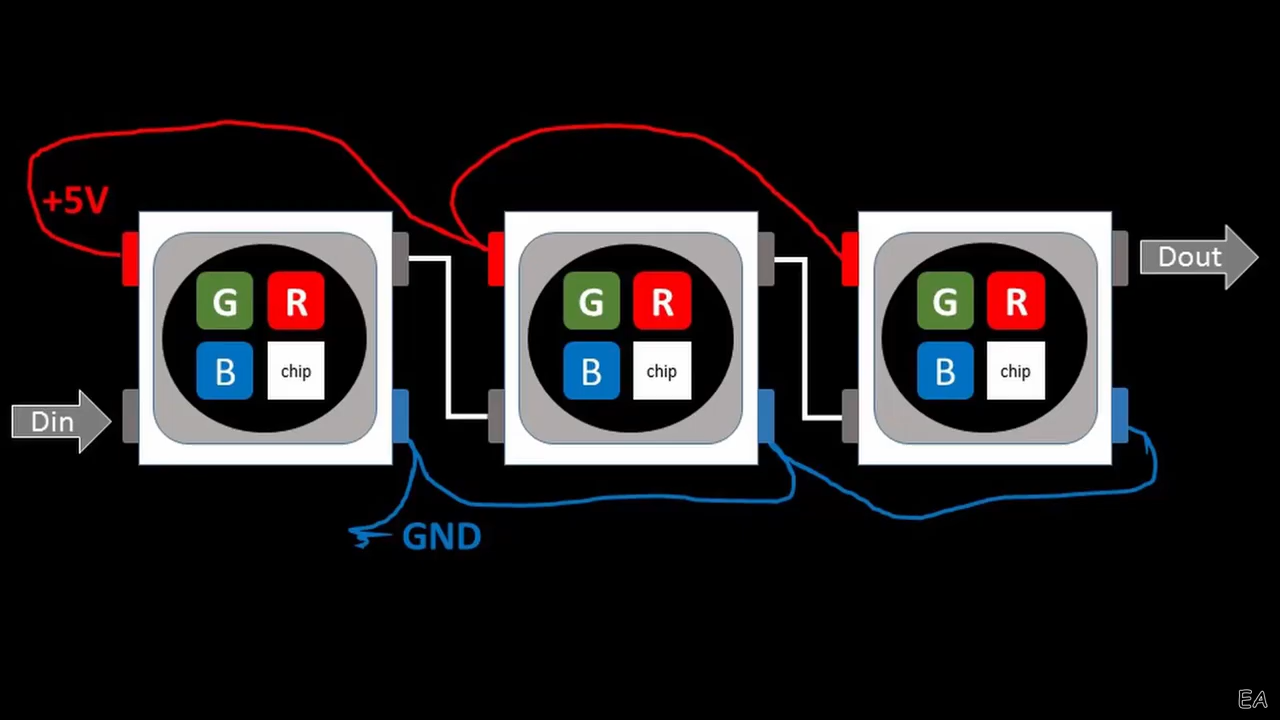 +5V
G R
G R
G R
Dout
B chip
B chip
B chip
Din
GND
EA